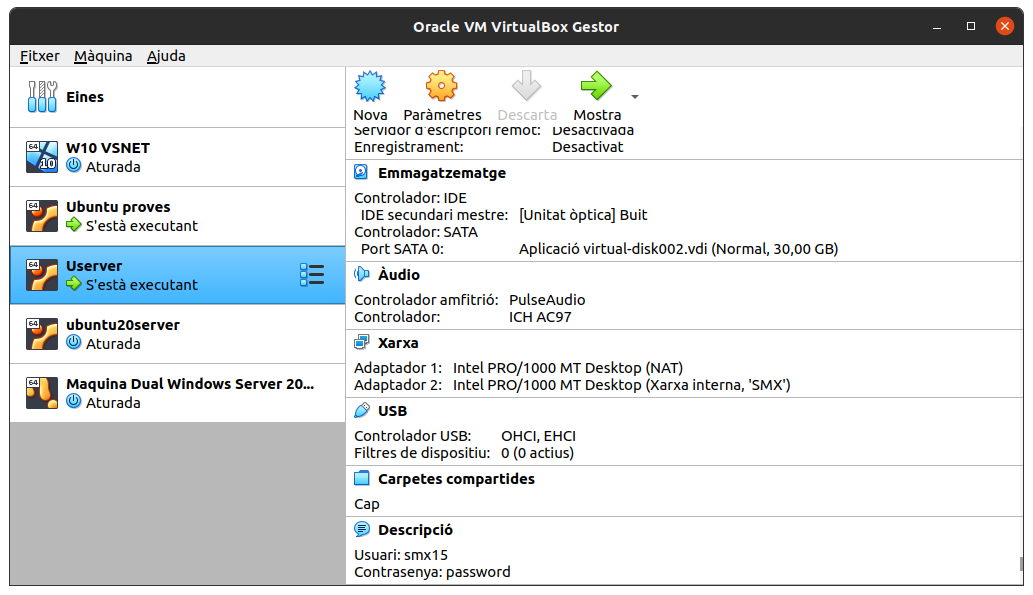 Oracle VM VirtualBox Gestor
Fitxer Màquina Ajuda
Eines
W10 VSNET
Aturada
Ubuntu proves
S'està executant
Userver
S'està executant
ubuntu20server
Aturada
Maquina Dual Windows Server 20...
Aturada
Nova Paràmetres Descarta Mostra
Servidor d'escriptori remot: Desactivada
Enregistrament: Desactivat
Emmagatzematge
Controlador: IDE
IDE secundari mestre: [Unitat òptica] Buit
Controlador: SATA
Port SATA 0: Aplicació virtual-disk002.vdi (Normal, 30,00 GB)
Àudio
Controlador amfitrió: PulseAudio
Controlador: ICH AC97
Xarxa
Adaptador 1: Intel PRO/1000 MT Desktop (NAT)
Adaptador 2: Intel PRO/1000 MT Desktop (Xarxa interna, 'SMX')
USB
Controlador USB: OHCI, EHCI
Filtres de dispositiu: 0 (0 actius)
Carpetes compartides
Cap
Descripció
Usuari: smx15
Contrasenya: password